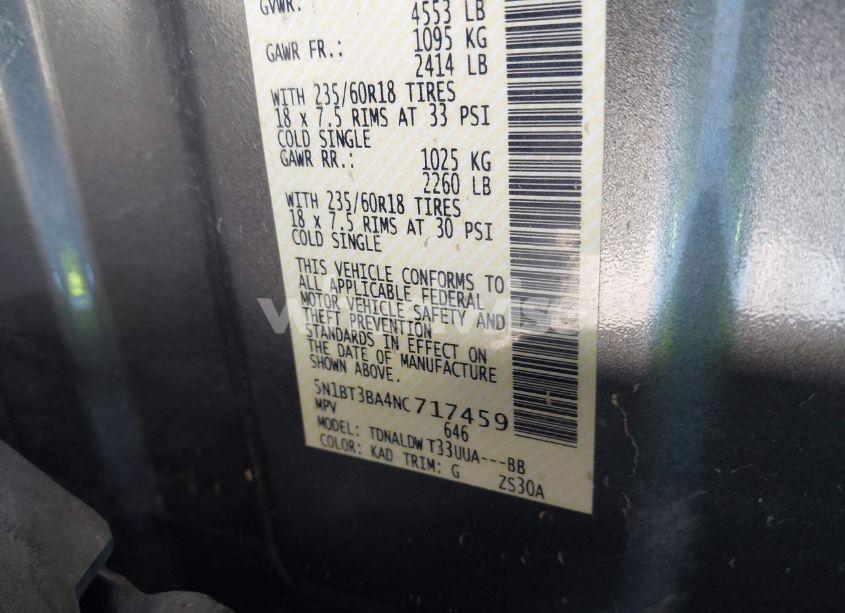 GVWR:
4553 LB
GAWR FR.: 1095 KG
2414 LB
WITH 235/60R18 TIRES
18 x 7.5 RIMS AT 33 PSI
COLD SINGLE
GAWR RR.: 1025 KG
2260 LB
WITH 235/60R18 TIRES
18 x 7.5 RIMS AT 30 PSI
COLD SINGLE
THIS VEHICLE CONFORMS TO
ALL APPLICABLE FEDERAL
MOTOR VEHICLE SAFETY AND
THEFT PREVENTION
STANDARDS IN EFFECT ON
THE DATE OF MANUFACTURE
SHOWN ABOVE.
5N1BT3BA4NC717459
MPV 646
MODEL: TDNALDW T33UUA---BB
COLOR: KAD TRIM: G ZS30A